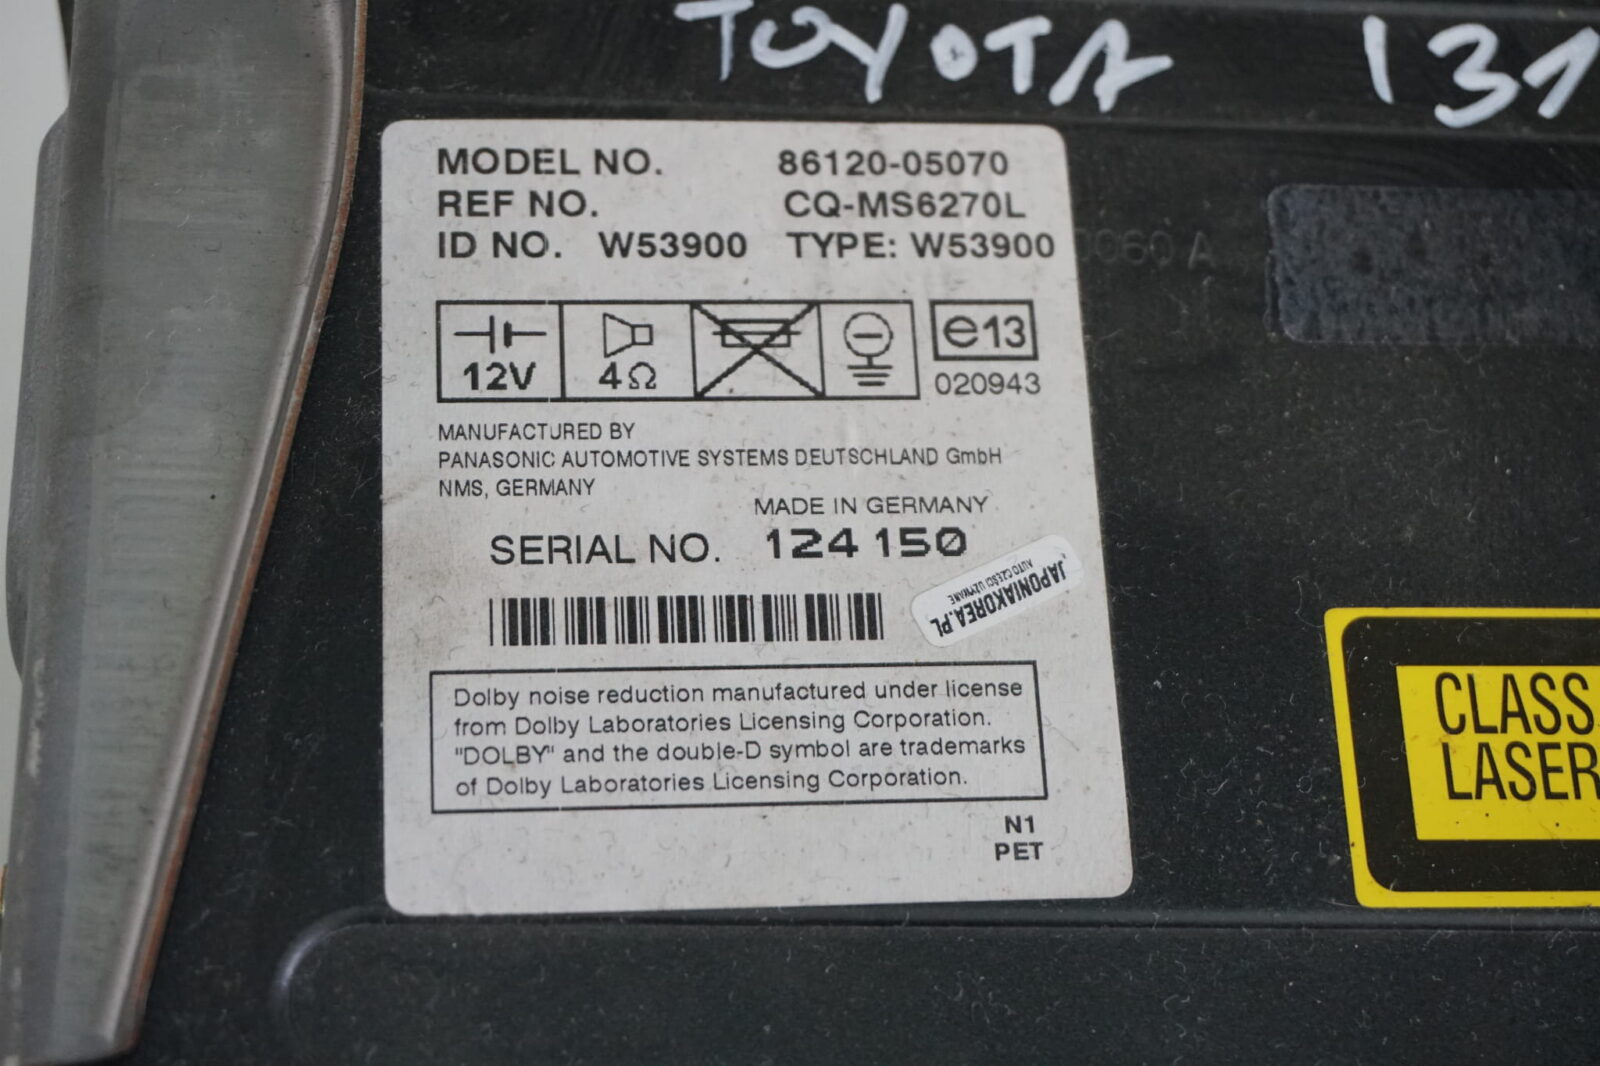 TOYOTA 131
MODEL NO. 86120-05070
REF NO. CQ-MS6270L
ID NO. W53900 TYPE: W53900
12V 4Ω e13
020943
MANUFACTURED BY
PANASONIC AUTOMOTIVE SYSTEMS DEUTSCHLAND GmbH
NMS, GERMANY
MADE IN GERMANY
SERIAL NO. 124150
JAPONIAKOREA.PL
AUTO CZĘŚCI UŻYWANE
Dolby noise reduction manufactured under license
from Dolby Laboratories Licensing Corporation.
"DOLBY" and the double-D symbol are trademarks
of Dolby Laboratories Licensing Corporation.
N1
PET
CLASS
LASER